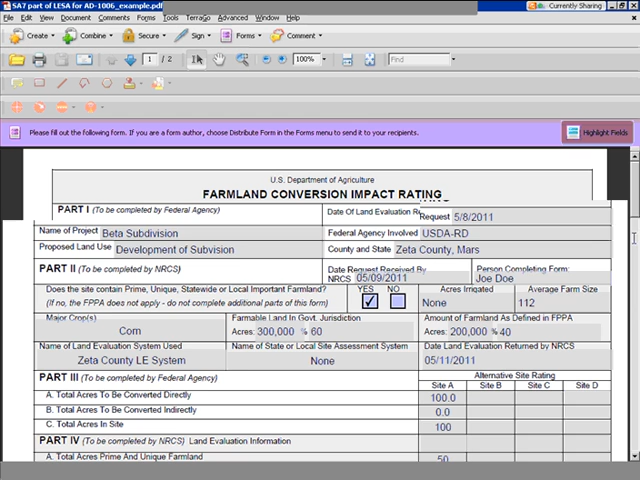 SA7 part of LESA for AD-1006_example.pdf
Currently Sharing
File Edit View Document Comments Forms Tools TerraGo Advanced Window Help
Secure Sign Forms Comment
1 / 2 100% Find
Please fill out the following form. If you are a form author, choose Distribute Form in the Forms menu to send it to your recipients.
Highlight Fields
U.S. Department of Agriculture
FARMLAND CONVERSION IMPACT RATING
PART I (To be completed by Federal Agency)
Date Of Land Evaluation Re
Request 5/8/2011
Name of Project Beta Subdivision
Federal Agency Involved USDA-RD
Proposed Land Use Development of Subvision
County and State Zeta County, Mars
PART II (To be completed by NRCS)
Date Request Received By
NRCS 05/09/2011
Person Completing Form:
Joe Doe
Does the site contain Prime, Unique, Statewide or Local Important Farmland?
(If no, the FPPA does not apply - do not complete additional parts of this form)
YES NO
Acres Irrigated
None
Average Farm Size
112
Major Crop(s)
Corn
Farmable Land In Govt. Jurisdiction
Acres: 300,000 % 60
Amount of Farmland As Defined in FPPA
Acres: 200,000 % 40
Name of Land Evaluation System Used
Zeta County LE System
Name of State or Local Site Assessment System
None
Date Land Evaluation Returned by NRCS
05/11/2011
PART III (To be completed by Federal Agency)
Alternative Site Rating
Site A Site B Site C Site D
A. Total Acres To Be Converted Directly 100.0
B. Total Acres To Be Converted Indirectly 0.0
C. Total Acres In Site 100
PART IV (To be completed by NRCS) Land Evaluation Information
A. Total Acres Prime And Unique Farmland 50